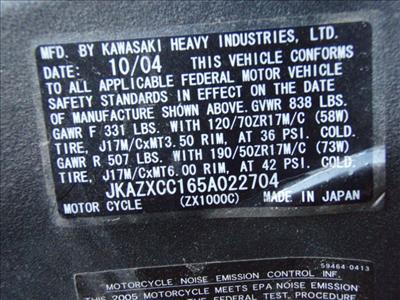 MFD. BY KAWASAKI HEAVY INDUSTRIES, LTD.
DATE: 10/04 THIS VEHICLE CONFORMS
TO ALL APPLICABLE FEDERAL MOTOR VEHICLE
SAFETY STANDARDS IN EFFECT ON THE DATE
OF MANUFACTURE SHOWN ABOVE. GVWR 838 LBS.
GAWR F 331 LBS. WITH 120/70ZR17M/C (58W)
TIRE, J17M/CxMT3.50 RIM, AT 36 PSI COLD.
GAWR R 507 LBS. WITH 190/50ZR17M/C (73W)
TIRE, J17M/CxMT6.00 RIM, AT 42 PSI COLD.
JKAZXCC165A022704
MOTOR CYCLE (ZX1000C) MADE IN JAPAN
59464-0413
MOTORCYCLE NOISE EMISSION CONTROL INF.
THIS 2005 MOTORCYCLE MEETS EPA NOISE EMISSION
THE FEDERAL TEST PROCEDURE